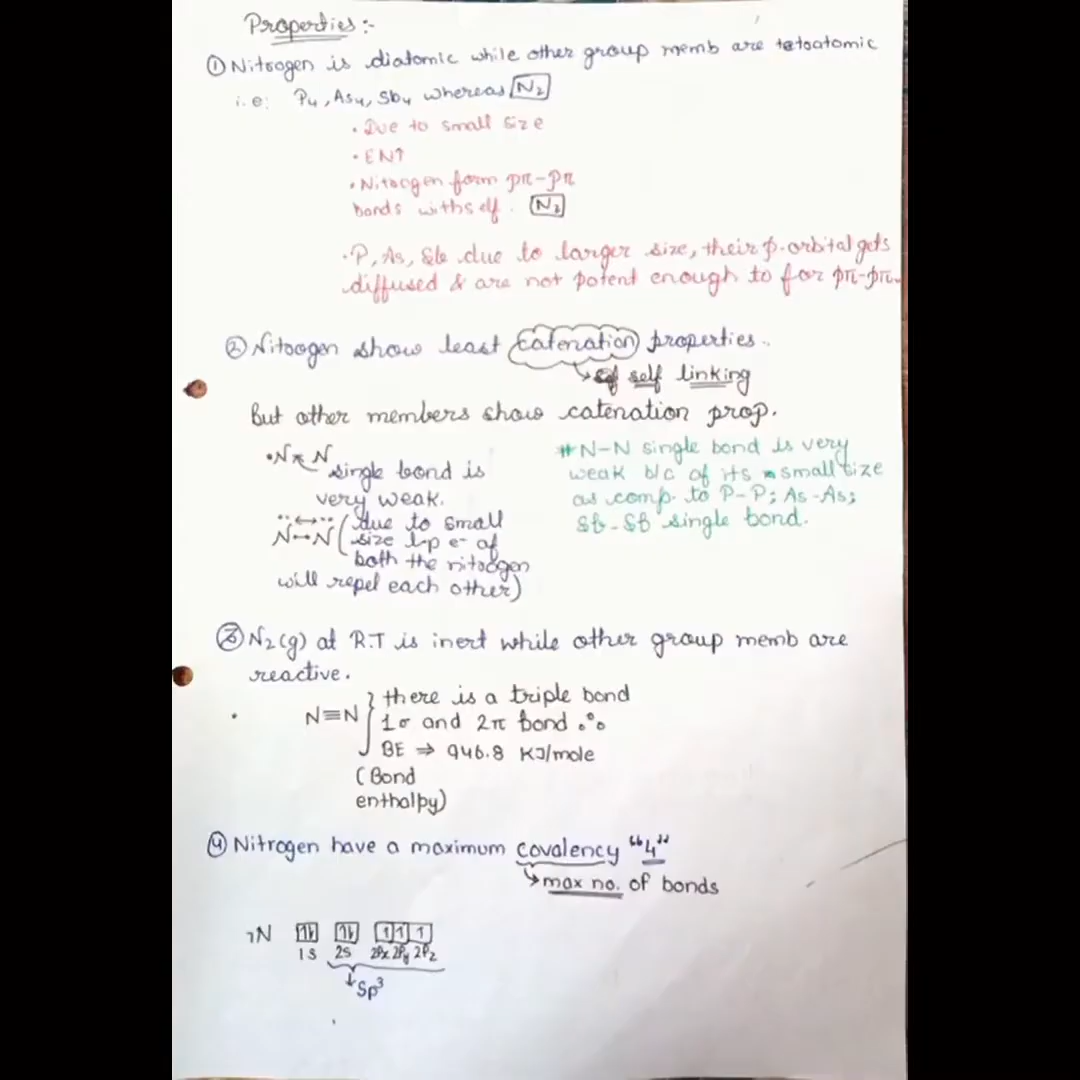 Properties :-
① Nitrogen is diatomic while other group memb are tetratomic
i.e: P4, As4, Sb4 whereas N2
• Due to small size
• EN↑
• Nitrogen form pπ-pπ
bonds withself. N2
• P, As, Sb due to larger size, their p-orbital gets
diffused & are not potent enough to for pπ-pπ.
② Nitrogen show least catenation properties.
↳ self linking
But other members show catenation prop.
• N-N single bond is
very weak.
N↔N (due to small
size l.p e- of
both the nitrogen
will repel each other)
# N-N single bond is very
weak b/c of its small size
as comp. to P-P; As-As;
Sb-Sb single bond.
③ N2(g) at R.T is inert while other group memb are
reactive.
N≡N } there is a triple bond
1σ and 2π bond
BE ⇒ 946.8 KJ/mole
(Bond
enthalpy)
④ Nitrogen have a maximum covalency "4"
↳ max no. of bonds
7N ⥮ ⥮ 1 1 1
1s 2s 2Px 2Py 2Pz
↓ Sp³